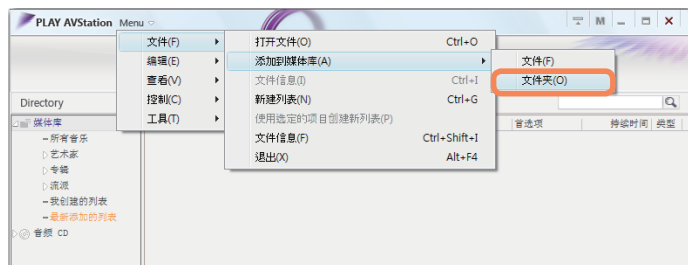 PLAY AVStation Menu M
文件(F)
编辑(E)
查看(V)
控制(C)
工具(T)
打开文件(O) Ctrl+O
添加到媒体库(A)
文件信息(I) Ctrl+I
新建列表(N) Ctrl+G
使用选定的项目创建新列表(P)
文件信息(F) Ctrl+Shift+I
退出(X) Alt+F4
文件(F)
文件夹(O)
Directory
首选项 持续时间 类型
媒体库
所有音乐
艺术家
专辑
流派
我创建的列表
最新添加的列表
音频 CD